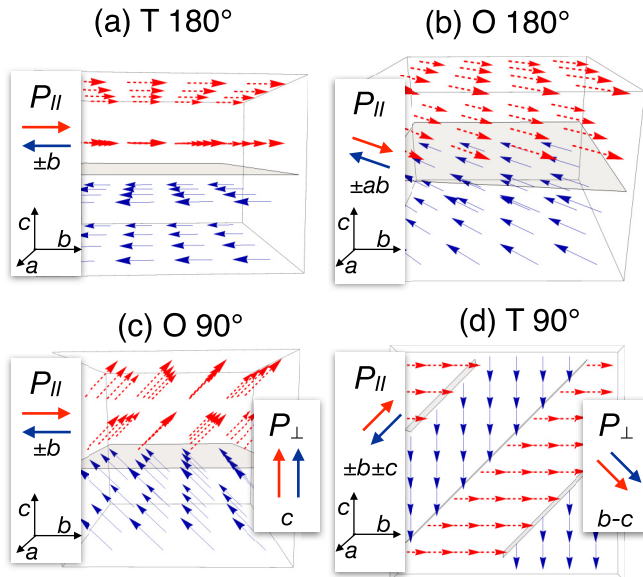 (a) T 180°
(b) O 180°
P//
±b
c
b
a
P//
±ab
c
b
a
(c) O 90°
(d) T 90°
P//
±b
c
b
a
P⊥
c
P//
±b±c
c
b
a
P⊥
b-c